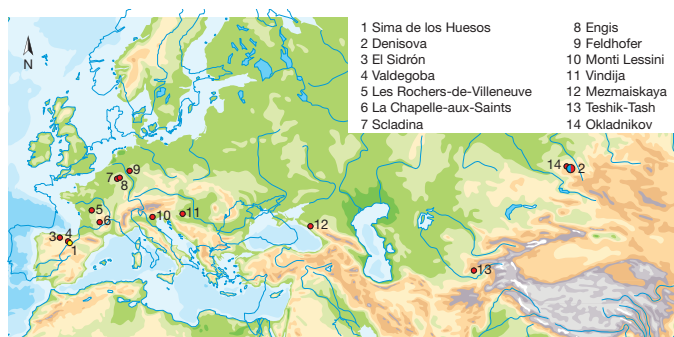 1 Sima de los Huesos
2 Denisova
3 El Sidrón
4 Valdegoba
5 Les Rochers-de-Villeneuve
6 La Chapelle-aux-Saints
7 Scladina
8 Engis
9 Feldhofer
10 Monti Lessini
11 Vindija
12 Mezmaiskaya
13 Teshik-Tash
14 Okladnikov
N
9
7
8
14
2
5
6
10
11
12
3
4
1
13